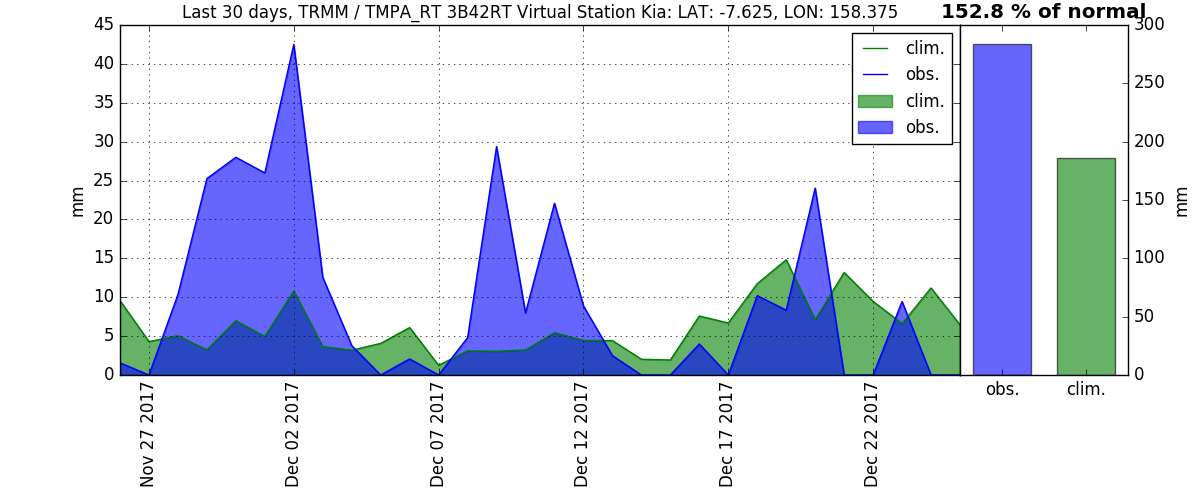 Last 30 days, TRMM / TMPA_RT 3B42RT Virtual Station Kia: LAT: -7.625, LON: 158.375
152.8 % of normal
45
40
35
30
25
20
15
10
5
0
mm
clim.
obs.
clim.
obs.
Nov 27 2017
Dec 02 2017
Dec 07 2017
Dec 12 2017
Dec 17 2017
Dec 22 2017
300
250
200
150
100
50
0
mm
obs.
clim.